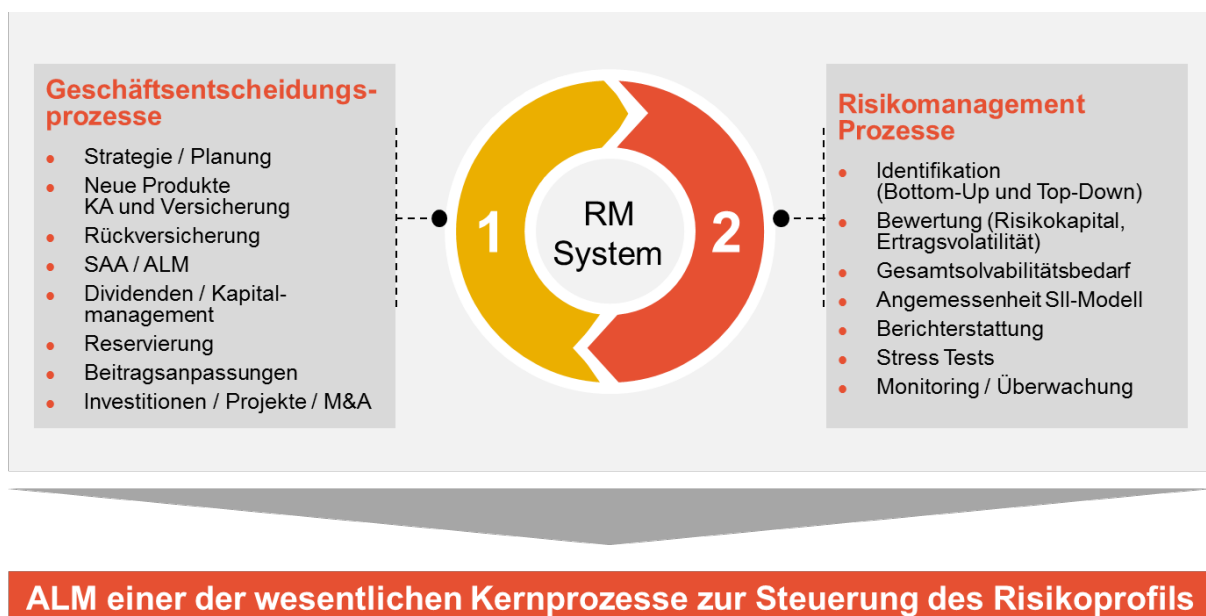 Geschäftsentscheidungs-
prozesse
• Strategie / Planung
• Neue Produkte
KA und Versicherung
• Rückversicherung
• SAA / ALM
• Dividenden / Kapital-
management
• Reservierung
• Beitragsanpassungen
• Investitionen / Projekte / M&A
1
RM
System
2
Risikomanagement
Prozesse
• Identifikation
(Bottom-Up und Top-Down)
• Bewertung (Risikokapital,
Ertragsvolatilität)
• Gesamtsolvabilitätsbedarf
• Angemessenheit SII-Modell
• Berichterstattung
• Stress Tests
• Monitoring / Überwachung
ALM einer der wesentlichen Kernprozesse zur Steuerung des Risikoprofils